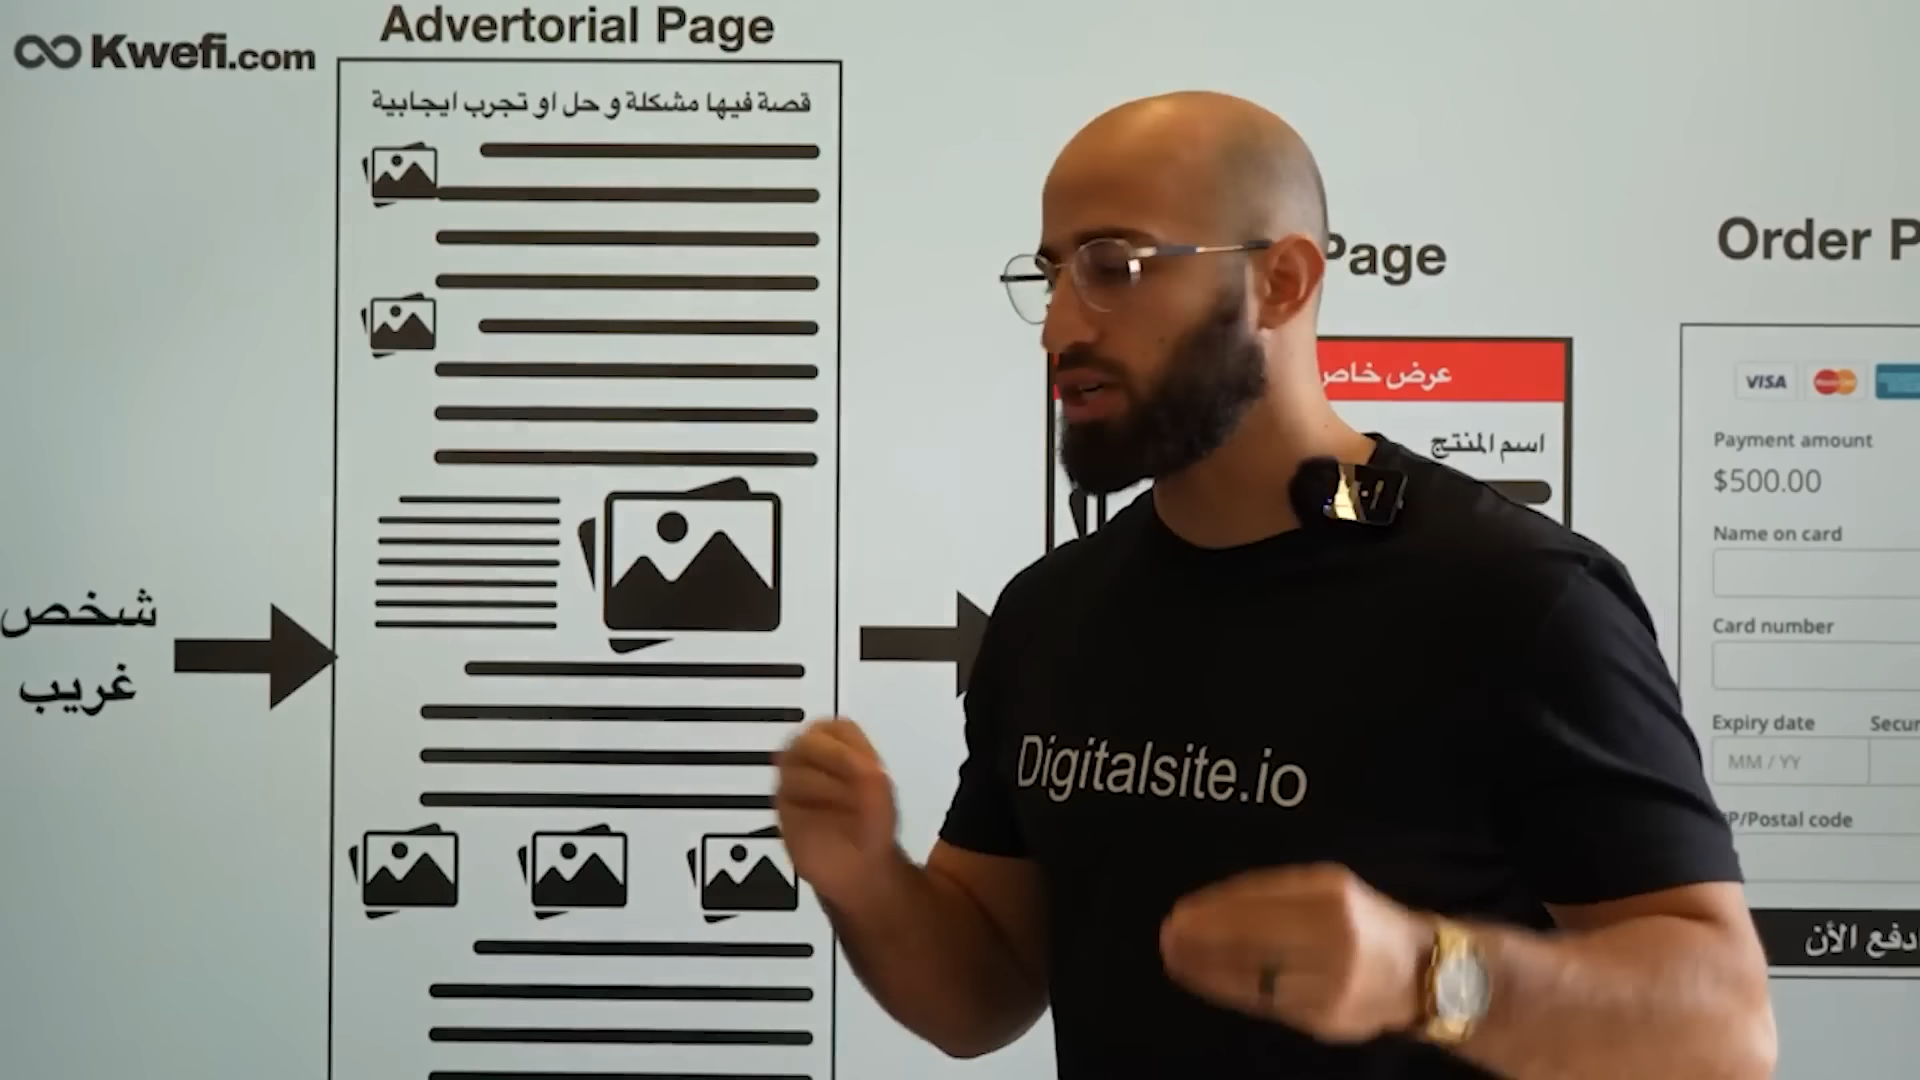 Kwefi.com
Advertorial Page
قصة فيها مشكلة و حل او تجرب ايجابية
شخص
غريب
Page
عرض خاص
اسم المنتج
Order P
VISA
Payment amount
$500.00
Name on card
Card number
Expiry date
Secur
MM / YY
P/Postal code
دفع الأن
Digitalsite.io